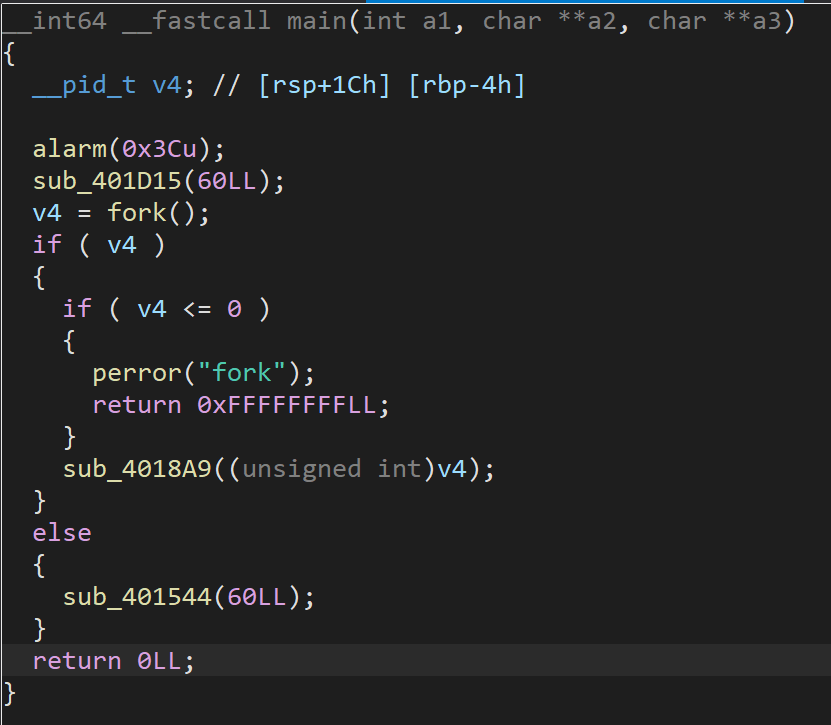 __int64 __fastcall main(int a1, char **a2, char **a3)
{
  __pid_t v4; // [rsp+1Ch] [rbp-4h]

  alarm(0x3Cu);
  sub_401D15(60LL);
  v4 = fork();
  if ( v4 )
  {
    if ( v4 <= 0 )
    {
      perror("fork");
      return 0xFFFFFFFFLL;
    }
    sub_4018A9((unsigned int)v4);
  }
  else
  {
    sub_401544(60LL);
  }
  return 0LL;
}